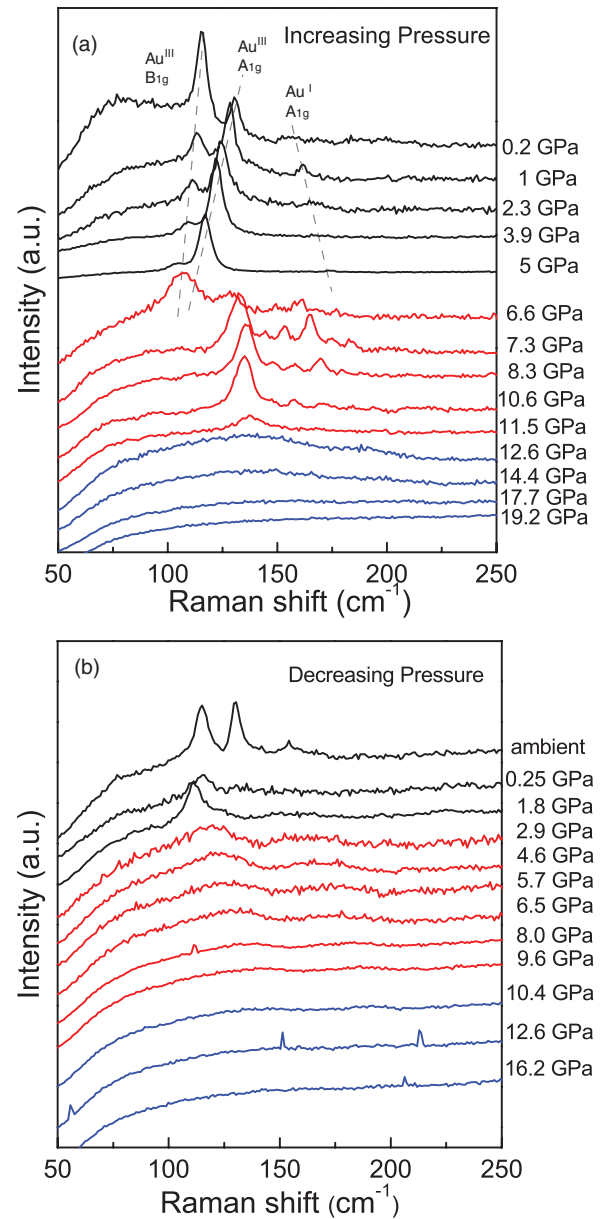 (a)
Increasing Pressure
Au^III
B1g
Au^III
A1g
Au^I
A1g
0.2 GPa
1 GPa
2.3 GPa
3.9 GPa
5 GPa
6.6 GPa
7.3 GPa
8.3 GPa
10.6 GPa
11.5 GPa
12.6 GPa
14.4 GPa
17.7 GPa
19.2 GPa
Intensity (a.u.)
50 100 150 200 250
Raman shift (cm^-1)
(b)
Decreasing Pressure
ambient
0.25 GPa
1.8 GPa
2.9 GPa
4.6 GPa
5.7 GPa
6.5 GPa
8.0 GPa
9.6 GPa
10.4 GPa
12.6 GPa
16.2 GPa
Intensity (a.u.)
50 100 150 200 250
Raman shift (cm^-1)